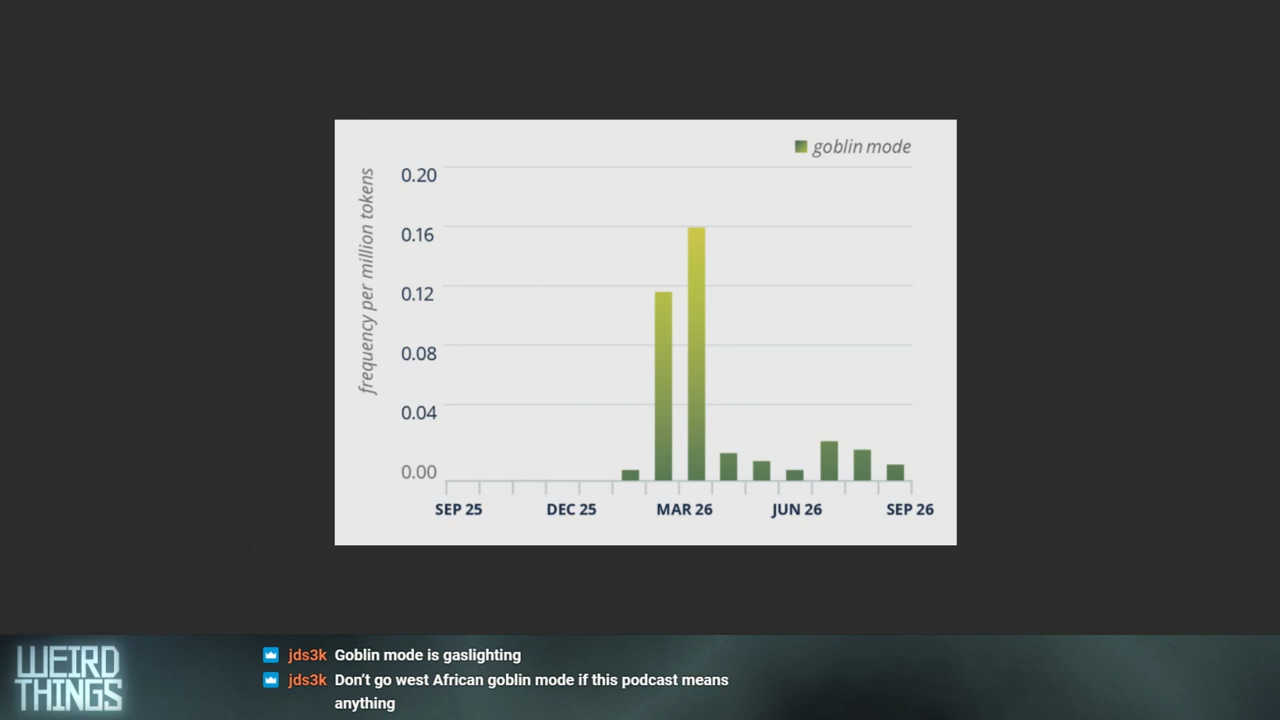 goblin mode
frequency per million tokens
0.20
0.16
0.12
0.08
0.04
0.00
SEP 25 DEC 25 MAR 26 JUN 26 SEP 26
WEIRD
THINGS
jds3k Goblin mode is gaslighting
jds3k Don’t go west African goblin mode if this podcast means
anything